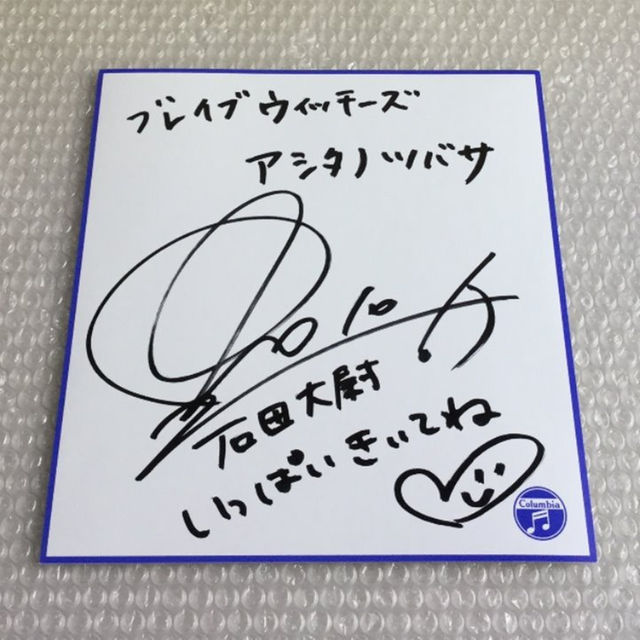 ブレイブウィッチーズ
アシタノツバサ
石田大尉
いっぱいきいてね
Columbia